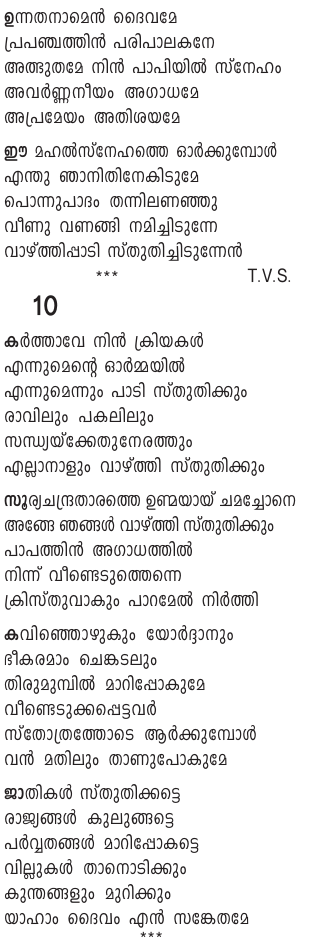 ഉന്നതനാമെൻ ദൈവമേ
പ്രപഞ്ചത്തിൻ പരിപാലകനേ
അത്ഭുതമേ നിൻ പാപിയിൽ സ്നേഹം
അവർണ്ണനീയം അഗാധമേ
അപ്രമേയം അതിശയമേ
ഈ മഹൽസ്നേഹത്തെ ഓർക്കുമ്പോൾ
എന്തു ഞാനിതിനേകിടുമേ
പൊന്നുപാദം തന്നിലണഞ്ഞു
വീണു വണങ്ങി നമിച്ചിടുന്നേ
വാഴ്ത്തിപ്പാടി സ്തുതിച്ചിടുന്നേൻ
*** T.V.S.
10
കർത്താവേ നിൻ ക്രിയകൾ
എന്നുമെന്റെ ഓർമ്മയിൽ
എന്നുമെന്നും പാടി സ്തുതിക്കും
രാവിലും പകലിലും
സന്ധ്യയ്ക്കേതുനേരത്തും
എല്ലാനാളും വാഴ്ത്തി സ്തുതിക്കും
സൂര്യചന്ദ്രതാരത്തെ ഉണ്മയായ് ചമച്ചോനെ
അങ്ങേ ഞങ്ങൾ വാഴ്ത്തി സ്തുതിക്കും
പാപത്തിൻ അഗാധത്തിൽ
നിന്ന് വീണ്ടെടുത്തെന്നെ
ക്രിസ്തുവാകും പാറമേൽ നിർത്തി
കവിഞ്ഞൊഴുകും യോർദ്ദാനും
ഭീകരമാം ചെങ്കടലും
തിരുമുമ്പിൽ മാറിപ്പോകുമേ
വീണ്ടെടുക്കപ്പെട്ടവർ
സ്തോത്രത്തോടെ ആർക്കുമ്പോൾ
വൻ മതിലും താണുപോകുമേ
ജാതികൾ സ്തുതിക്കട്ടെ
രാജ്യങ്ങൾ കുലുങ്ങട്ടെ
പർവ്വതങ്ങൾ മാറിപ്പോകട്ടെ
വില്ലുകൾ താനൊടിക്കും
കുന്തങ്ങളും മുറിക്കും
യാഹാം ദൈവം എൻ സങ്കേതമേ
***